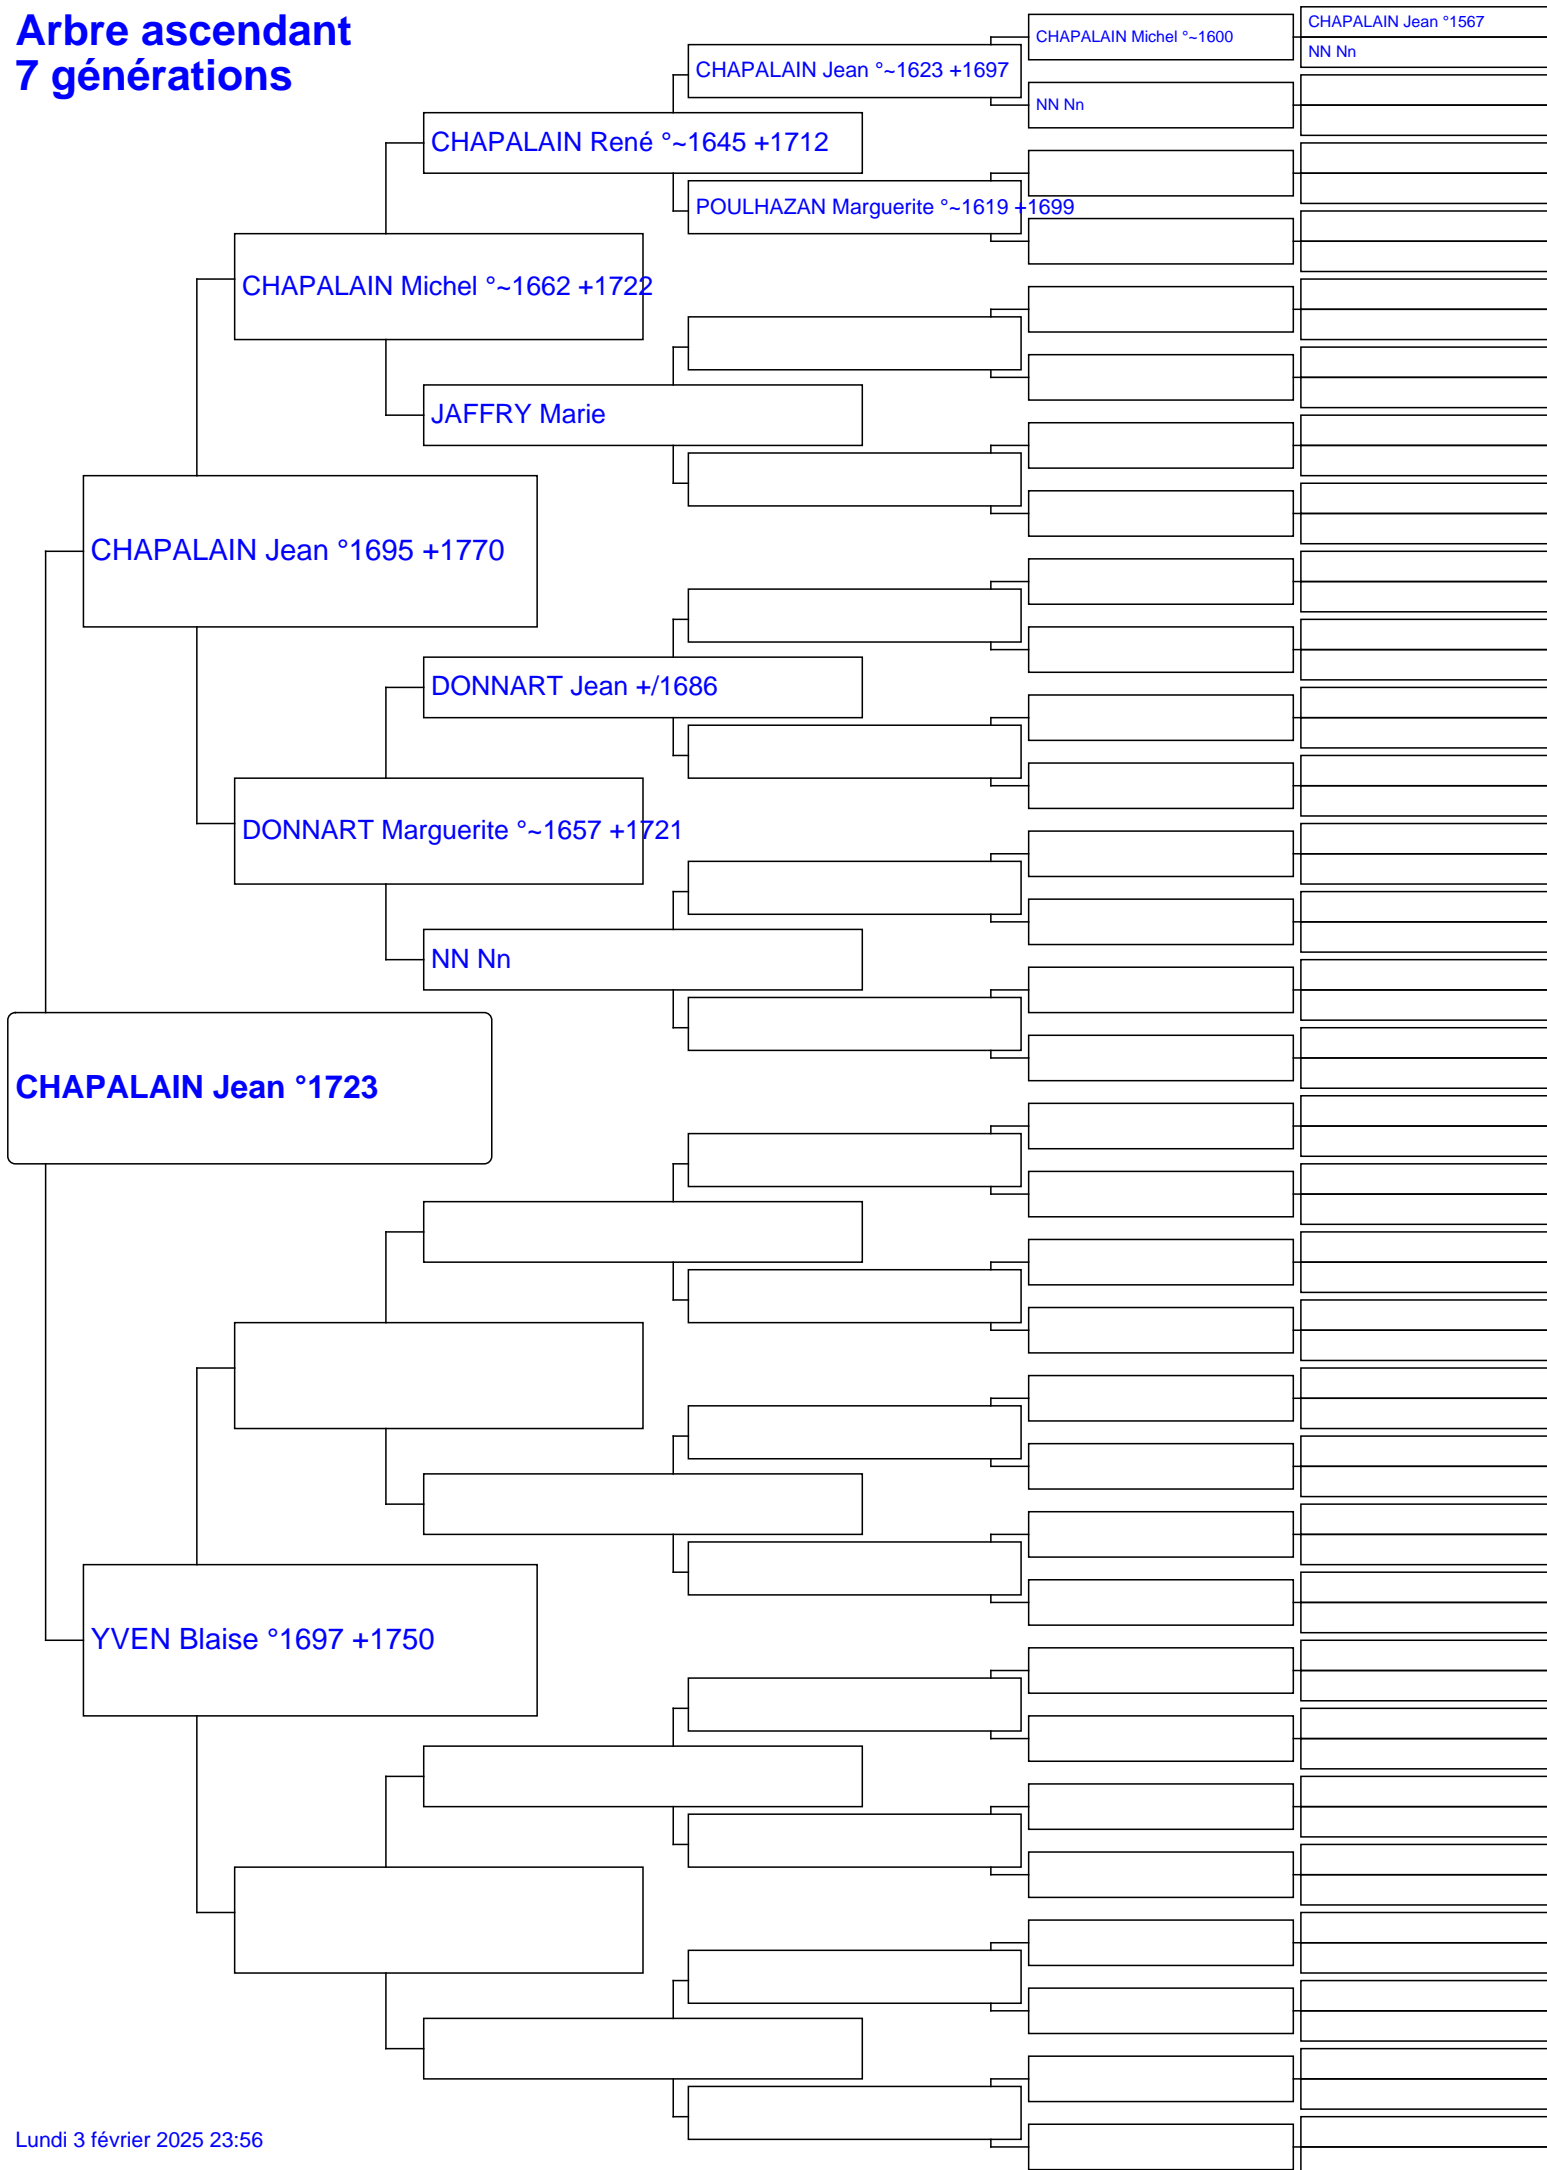 Arbre ascendant
7 générations
CHAPALAIN Jean °1567
NN Nn
CHAPALAIN Michel °~1600
CHAPALAIN Jean °~1623 +1697
NN Nn
CHAPALAIN René °~1645 +1712
POULHAZAN Marguerite °~1619 +1699
CHAPALAIN Michel °~1662 +1722
JAFFRY Marie
CHAPALAIN Jean °1695 +1770
DONNART Jean +/1686
DONNART Marguerite °~1657 +1721
NN Nn
CHAPALAIN Jean °1723
YVEN Blaise °1697 +1750
Lundi 3 février 2025 23:56